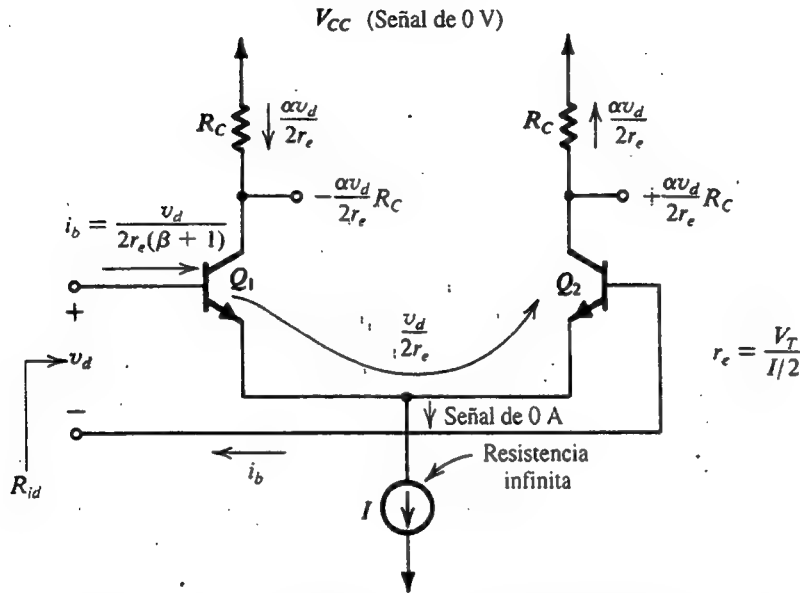 V_CC (Señal de 0 V)
R_C ↓ αv_d / 2r_e
R_C ↑ αv_d / 2r_e
− αv_d / 2r_e R_C
+ αv_d / 2r_e R_C
i_b = v_d / 2r_e(β + 1)
Q_1
Q_2
+
v_d / 2r_e
v_d
r_e = V_T / I/2
−
↓ Señal de 0 A
i_b
Resistencia
infinita
R_id
I